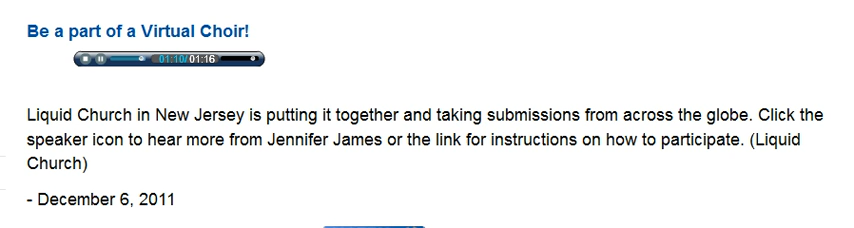 Be a part of a Virtual Choir!
01:10/01:16
Liquid Church in New Jersey is putting it together and taking submissions from across the globe. Click the
speaker icon to hear more from Jennifer James or the link for instructions on how to participate. (Liquid
Church)
- December 6, 2011